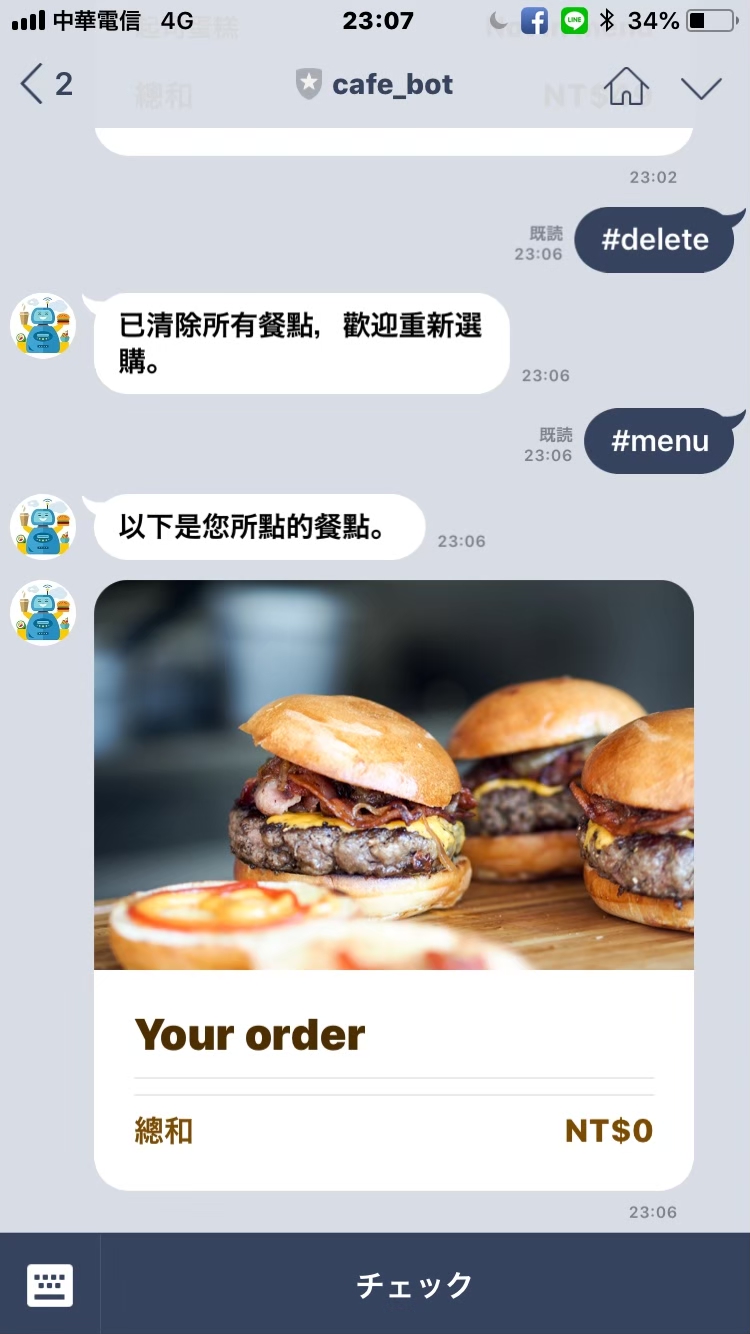 中華電信 4G 23:07 LINE 34%
2 cafe_bot
總和 NT$
23:02
既読
23:06
#delete
已清除所有餐點，歡迎重新選
購。
23:06
既読
23:06
#menu
以下是您所點的餐點。
23:06
Your order
總和 NT$0
23:06
チェック